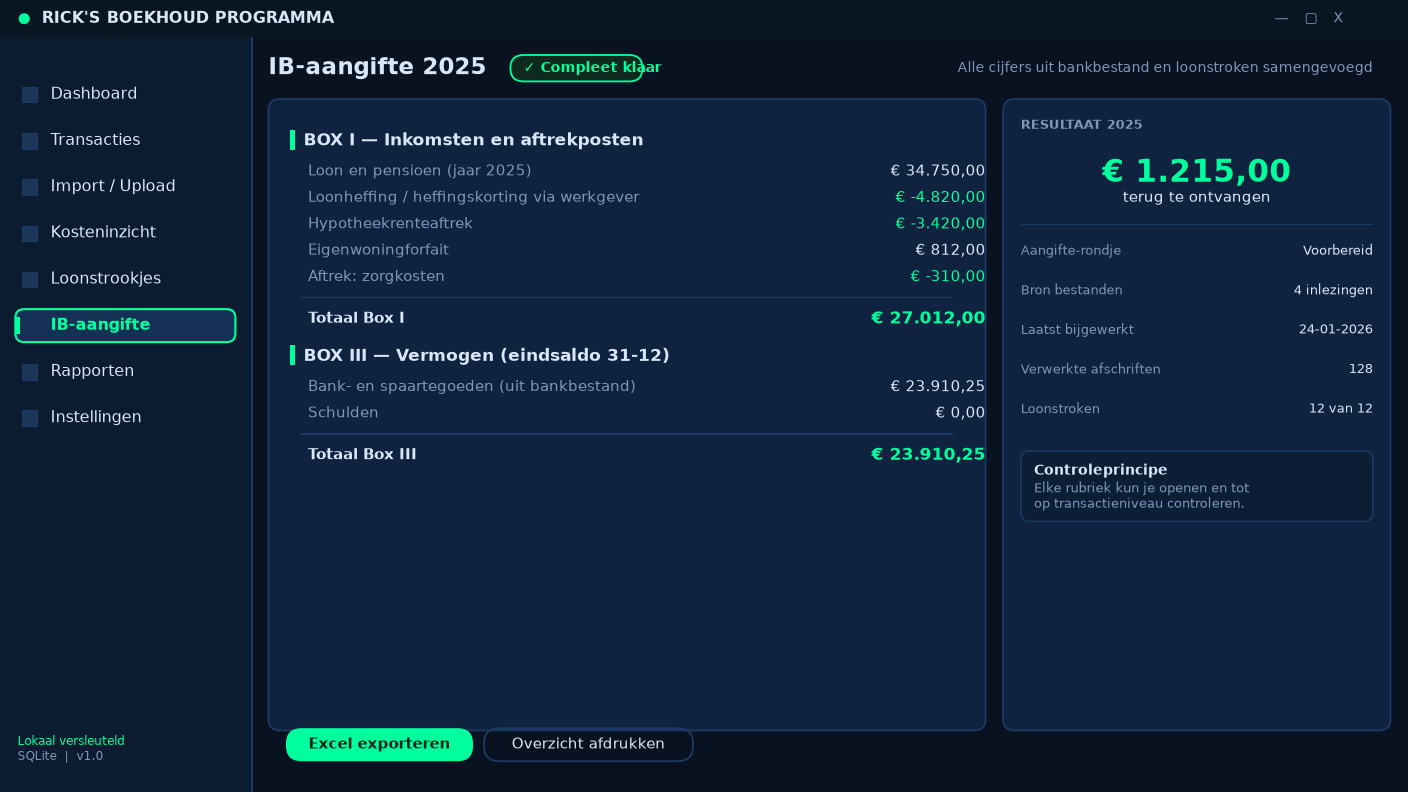 RICK'S BOEKHOUD PROGRAMMA
— ▢ X
Dashboard
Transacties
Import / Upload
Kosteninzicht
Loonstrookjes
IB-aangifte
Rapporten
Instellingen
Lokaal versleuteld
SQLite | v1.0
IB-aangifte 2025
✓ Compleet klaar
Alle cijfers uit bankbestand en loonstroken samengevoegd
BOX I — Inkomsten en aftrekposten
Loon en pensioen (jaar 2025) € 34.750,00
Loonheffing / heffingskorting via werkgever € -4.820,00
Hypotheekrenteaftrek € -3.420,00
Eigenwoningforfait € 812,00
Aftrek: zorgkosten € -310,00
Totaal Box I € 27.012,00
BOX III — Vermogen (eindsaldo 31-12)
Bank- en spaartegoeden (uit bankbestand) € 23.910,25
Schulden € 0,00
Totaal Box III € 23.910,25
Excel exporteren
Overzicht afdrukken
RESULTAAT 2025
€ 1.215,00
terug te ontvangen
Aangifte-rondje Voorbereid
Bron bestanden 4 inlezingen
Laatst bijgewerkt 24-01-2026
Verwerkte afschriften 128
Loonstroken 12 van 12
Controleprincipe
Elke rubriek kun je openen en tot
op transactieniveau controleren.